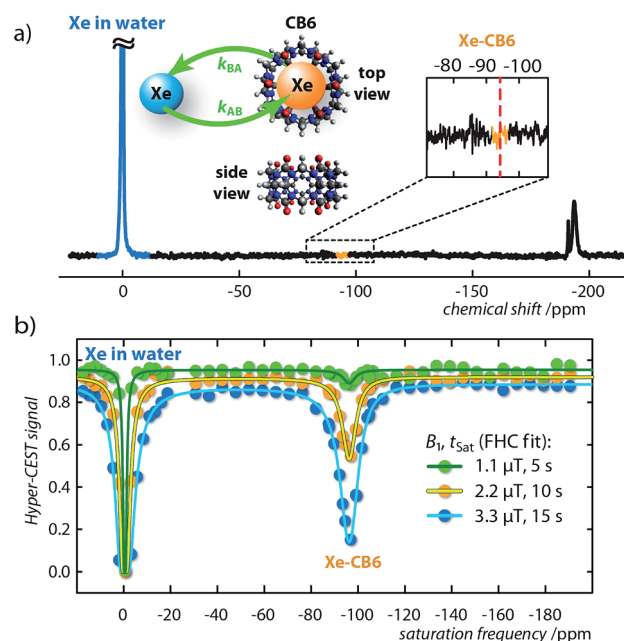 a)
Xe in water
CB6
k_BA
k_AB
Xe
Xe
top
view
side
view
Xe-CB6
-80 -90 -100
0 -50 -100 -150 -200
chemical shift /ppm
b)
Xe in water
1.0
0.8
0.6
0.4
0.2
0.0
Hyper-CEST signal
B₁, t_Sat (FHC fit):
1.1 µT, 5 s
2.2 µT, 10 s
3.3 µT, 15 s
Xe-CB6
0 -20 -40 -60 -80 -100 -120 -140 -160 -180
saturation frequency /ppm